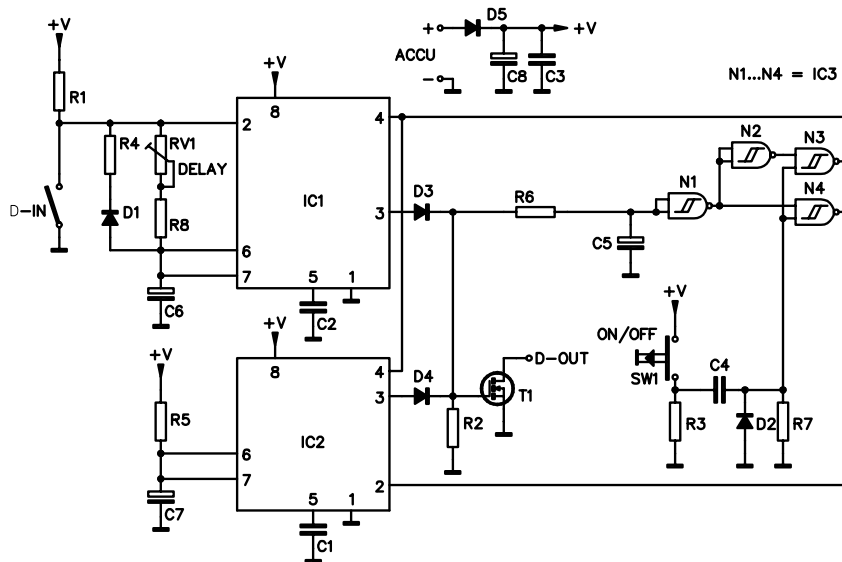 +V
+ D5
+V
ACCU
-
C8 C3
N1...N4 = IC3
R1
+V
8
2
4
R4 RV1
DELAY
N2
N3
N1
D-IN
D1
R8
IC1
3
D3
R6
N4
C5
6
7
5 1
C6
C2
+V
+V
ON/OFF
+V
8
4
D-OUT
SW1
C4
3
D4
T1
R5
IC2
R2
R3 D2 R7
6
7
2
5 1
C7
C1